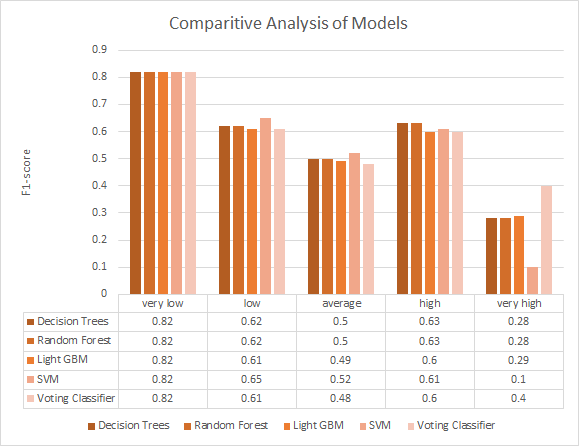 Comparitive Analysis of Models
0.9
0.8
0.7
0.6
0.5
0.4
0.3
0.2
0.1
0
F1-score
very low low average high very high
Decision Trees 0.82 0.62 0.5 0.63 0.28
Random Forest 0.82 0.62 0.5 0.63 0.28
Light GBM 0.82 0.61 0.49 0.6 0.29
SVM 0.82 0.65 0.52 0.61 0.1
Voting Classifier 0.82 0.61 0.48 0.6 0.4
Decision Trees Random Forest Light GBM SVM Voting Classifier